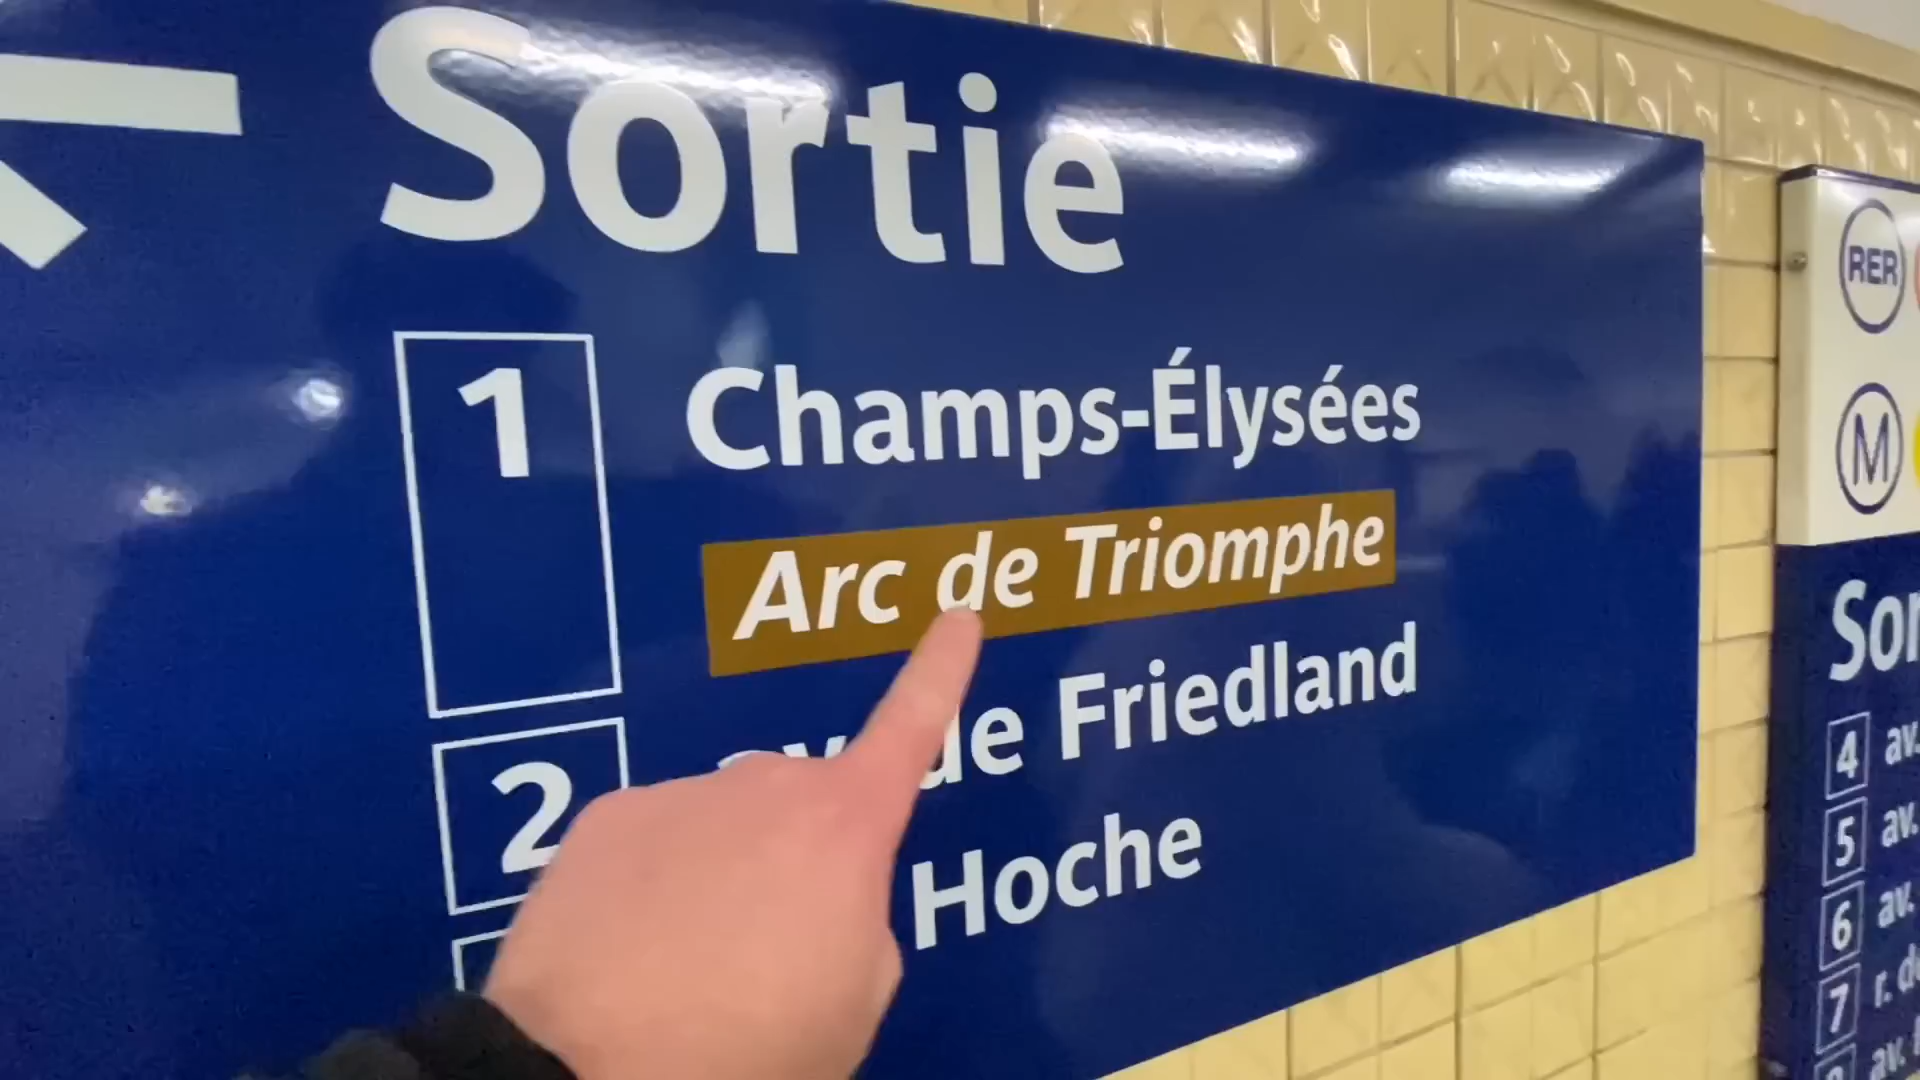 Sortie
1 Champs-Élysées
Arc de Triomphe
2 de Friedland
Hoche
RER
M
Sor
4 av.
5 av.
6 av.
7 r. d
av.